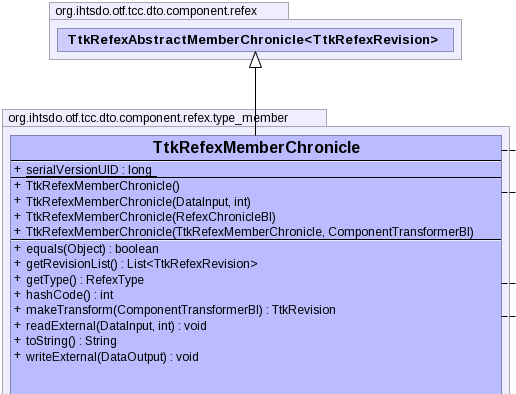 org.ihtsdo.otf.tcc.dto.component.refex
TtkRefexAbstractMemberChronicle<TtkRefexRevision>
org.ihtsdo.otf.tcc.dto.component.refex.type_member
TtkRefexMemberChronicle
+ serialVersionUID : long
+ TtkRefexMemberChronicle()
+ TtkRefexMemberChronicle(DataInput, int)
+ TtkRefexMemberChronicle(RefexChronicleBI)
+ TtkRefexMemberChronicle(TtkRefexMemberChronicle, ComponentTransformerBI)
+ equals(Object) : boolean
+ getRevisionList() : List<TtkRefexRevision>
+ getType() : RefexType
+ hashCode() : int
+ makeTransform(ComponentTransformerBI) : TtkRevision
+ readExternal(DataInput, int) : void
+ toString() : String
+ writeExternal(DataOutput) : void